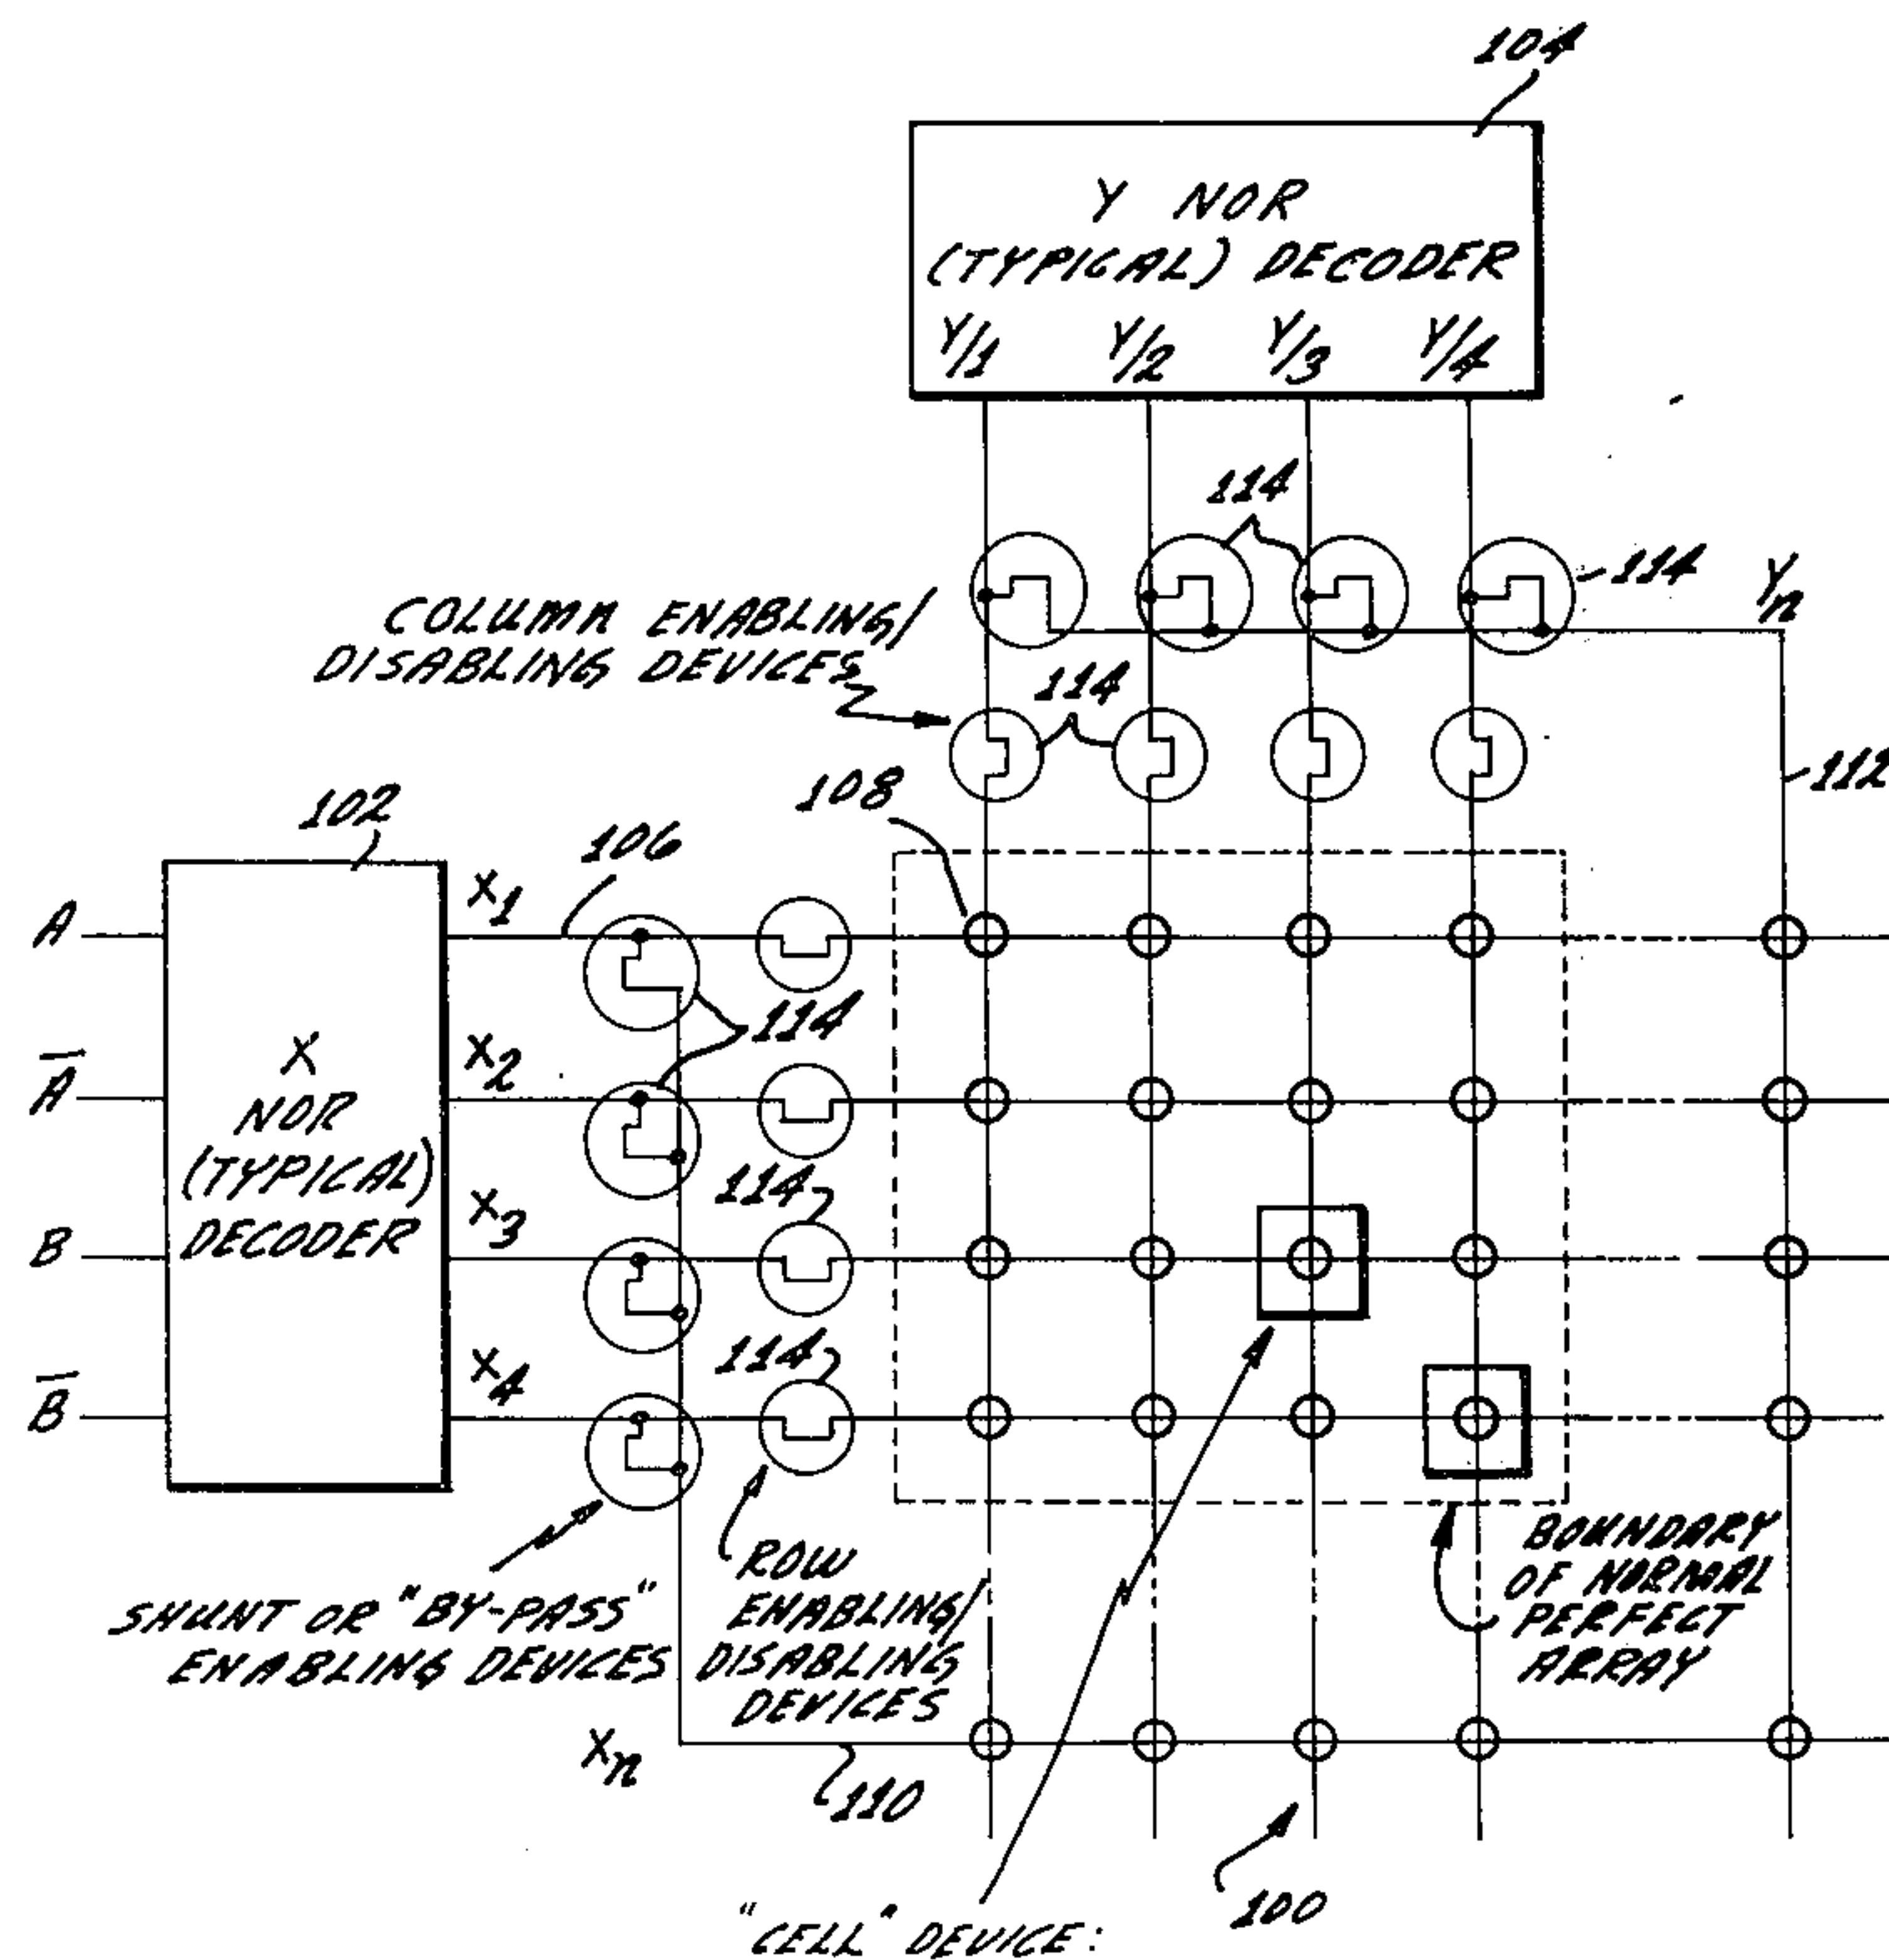 104
Y NOR
(TYPICAL) DECODER
Y/1 Y/2 Y/3 Y/4
114
114
Yn
COLUMN ENABLING/
DISABLING DEVICES
114
112
108
102
106
X1
A
114
X2
A̅
X
NOR
(TYPICAL)
DECODER
114
X3
B
114
X4
B̅
SHUNT OR "BY-PASS"
ENABLING DEVICES
ROW
ENABLING/
DISABLING
DEVICES
BOUNDARY
OF NORMAL
PERFECT
ARRAY
Xn
110
100
"CELL" DEVICE: